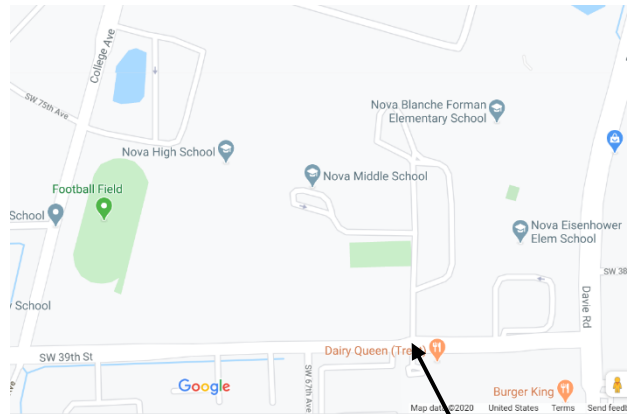 College Ave
SW 75th Ave
Nova Blanche Forman
Elementary School
Nova High School
Nova Middle School
Football Field
School
Nova Eisenhower
Elem School
SW 38
Davie Rd
School
SW 39th St
Dairy Queen (Tre
SW 67th Ave
Google
Burger King
Map data ©2020 United States Terms Send feed